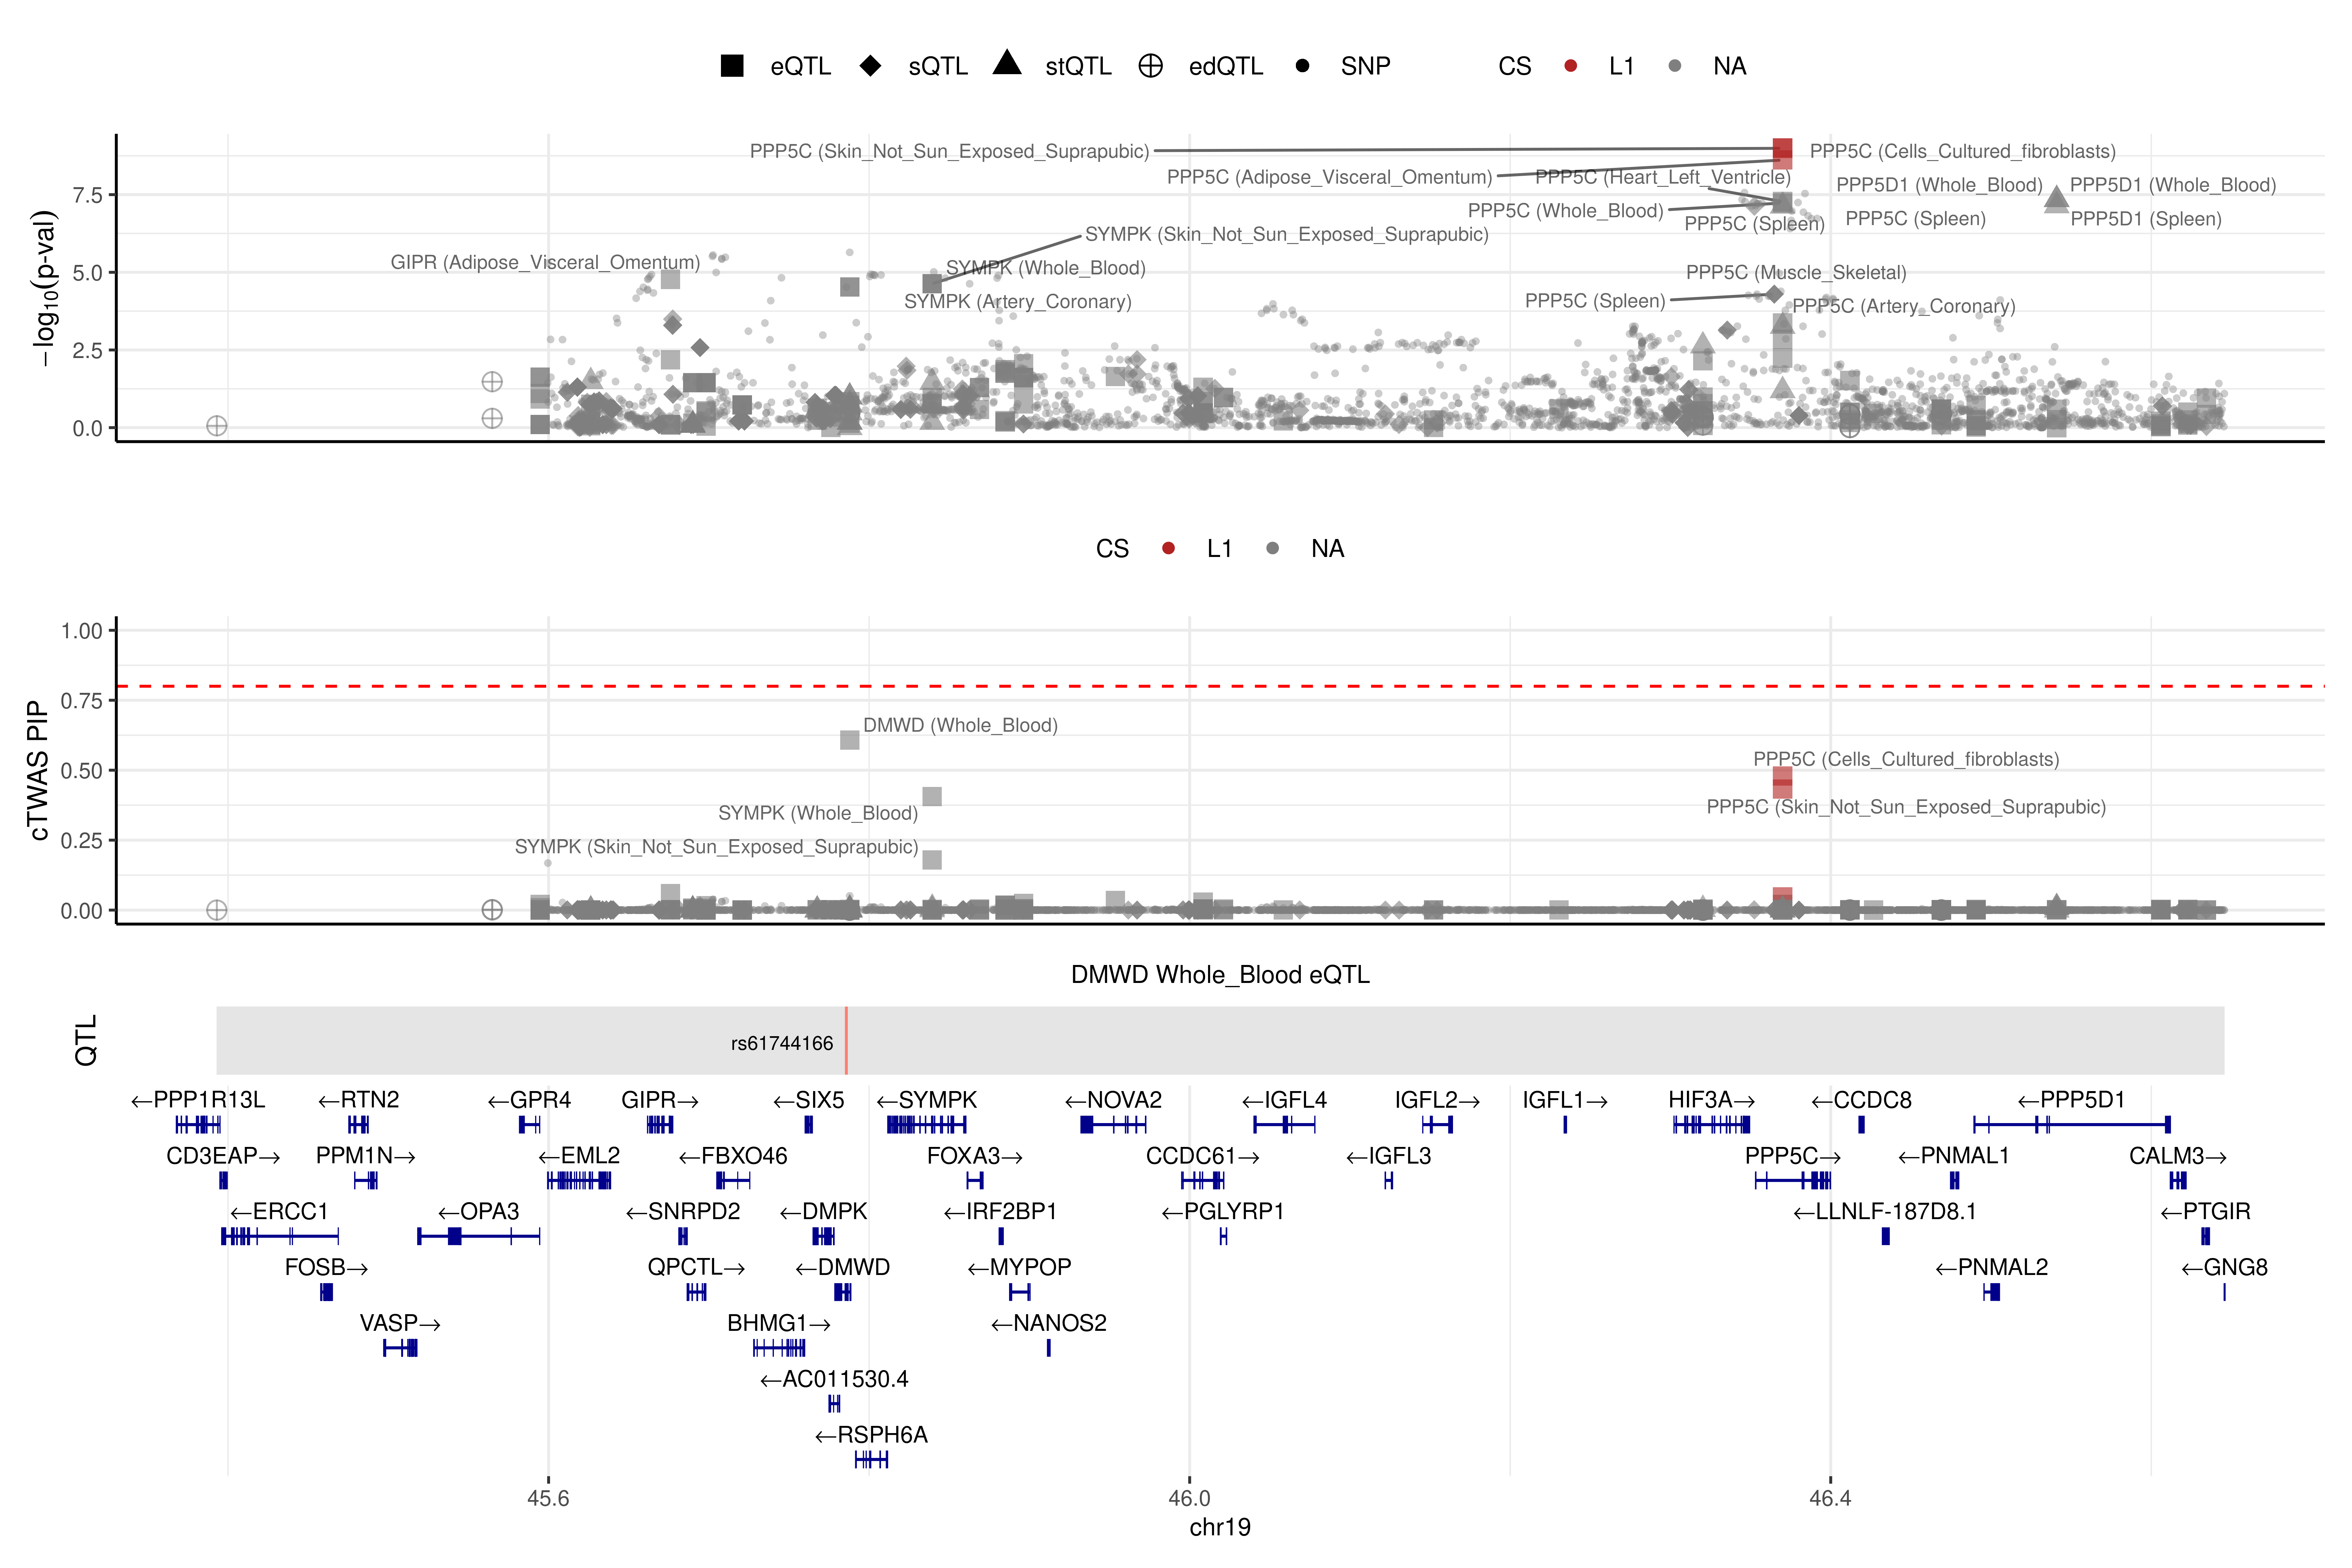 eQTL sQTL stQTL edQTL SNP CS L1 NA
−log10(p-val)
7.5
5.0
2.5
0.0
PPP5C (Skin_Not_Sun_Exposed_Suprapubic)
PPP5C (Cells_Cultured_fibroblasts)
PPP5C (Adipose_Visceral_Omentum)
PPP5C (Heart_Left_Ventricle)
PPP5D1 (Whole_Blood)
PPP5D1 (Whole_Blood)
PPP5C (Whole_Blood)
PPP5C (Spleen)
PPP5C (Spleen)
PPP5D1 (Spleen)
SYMPK (Skin_Not_Sun_Exposed_Suprapubic)
GIPR (Adipose_Visceral_Omentum)
SYMPK (Whole_Blood)
PPP5C (Muscle_Skeletal)
SYMPK (Artery_Coronary)
PPP5C (Spleen)
PPP5C (Artery_Coronary)
CS L1 NA
cTWAS PIP
1.00
0.75
0.50
0.25
0.00
DMWD (Whole_Blood)
PPP5C (Cells_Cultured_fibroblasts)
SYMPK (Whole_Blood)
PPP5C (Skin_Not_Sun_Exposed_Suprapubic)
SYMPK (Skin_Not_Sun_Exposed_Suprapubic)
DMWD Whole_Blood eQTL
QTL
rs61744166
←PPP1R13L ←RTN2 ←GPR4 GIPR→ ←SIX5 ←SYMPK ←NOVA2 ←IGFL4 IGFL2→ IGFL1→ HIF3A→ ←CCDC8 ←PPP5D1
CD3EAP→ PPM1N→ ←EML2 ←FBXO46 FOXA3→ CCDC61→ ←IGFL3 PPP5C→ ←PNMAL1 CALM3→
←ERCC1 ←OPA3 ←SNRPD2 ←DMPK ←IRF2BP1 ←PGLYRP1 ←LLNLF-187D8.1 ←PTGIR
FOSB→ QPCTL→ ←DMWD ←MYPOP ←PNMAL2 ←GNG8
VASP→ BHMG1→ ←NANOS2
←AC011530.4
←RSPH6A
45.6 46.0 46.4
chr19